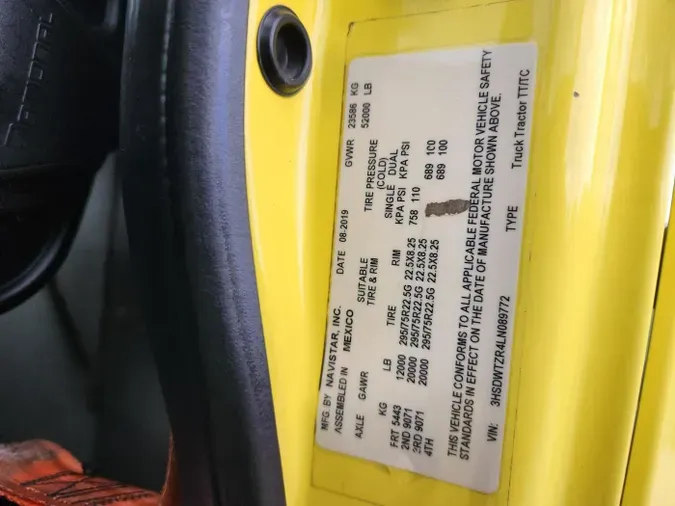 NATIONAL
MFG. BY NAVISTAR, INC. DATE 08-2019 GVWR 23586 KG
ASSEMBLED IN MEXICO 52000 LB
SUITABLE TIRE PRESSURE
AXLE GAWR TIRE & RIM (COLD)
SINGLE DUAL
KG LB TIRE RIM KPA PSI KPA PSI
FRT 5443 12000 295/75R22.5G 22.5X8.25 758 110
2ND 9071 20000 295/75R22.5G 22.5X8.25 689 100
3RD 9071 20000 295/75R22.5G 22.5X8.25 689 100
4TH
THIS VEHICLE CONFORMS TO ALL APPLICABLE FEDERAL MOTOR VEHICLE SAFETY
STANDARDS IN EFFECT ON THE DATE OF MANUFACTURE SHOWN ABOVE.
VIN: 3HSDWTZR4LN089772 TYPE Truck Tractor TT/TC